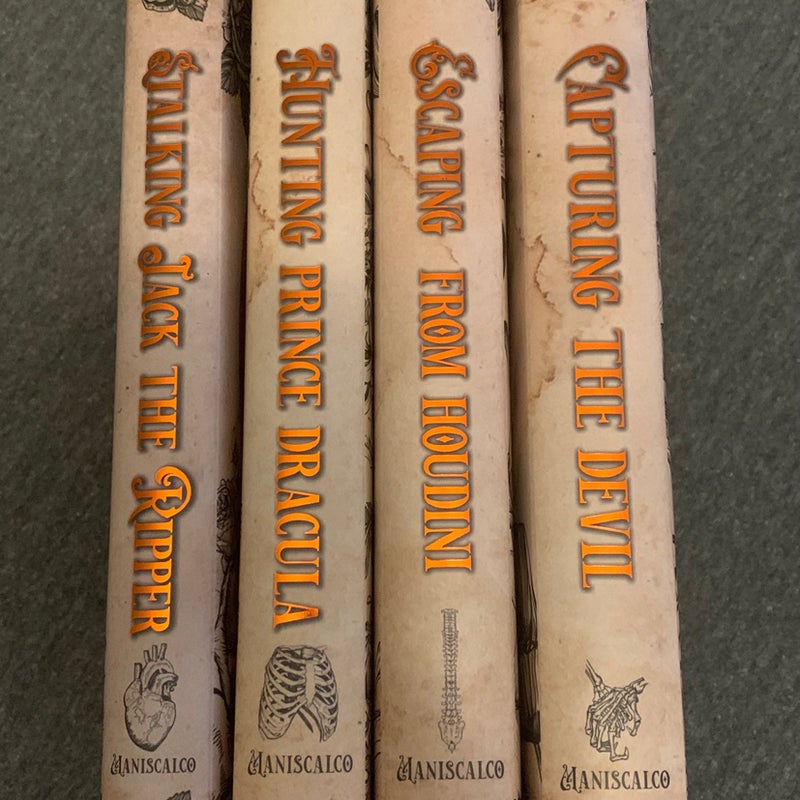 Stalking Jack the Ripper
Maniscalco
Hunting Prince Dracula
Maniscalco
Escaping from Houdini
Maniscalco
Capturing the Devil
Maniscalco